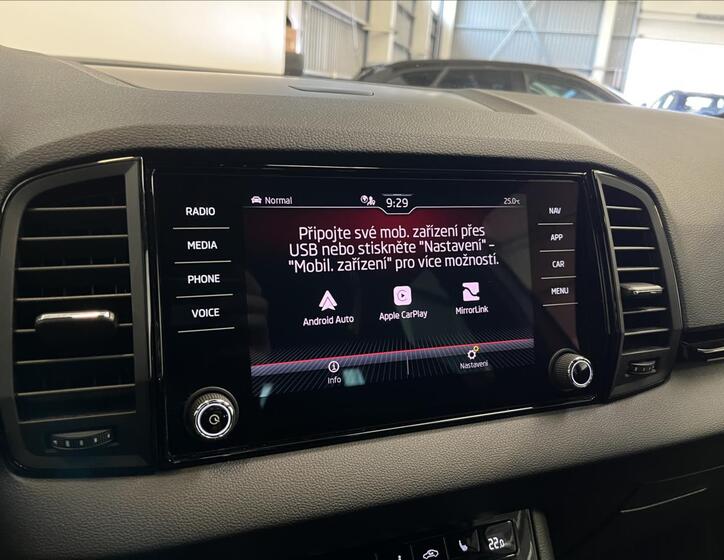 Normal
9:29
25.0°C
RADIO
MEDIA
PHONE
VOICE
Připojte své mob. zařízení přes
USB nebo stiskněte "Nastavení" –
"Mobil. zařízení" pro více možností.
Android Auto
Apple CarPlay
MirrorLink
Info
Nastavení
NAV
APP
CAR
MENU
22.0